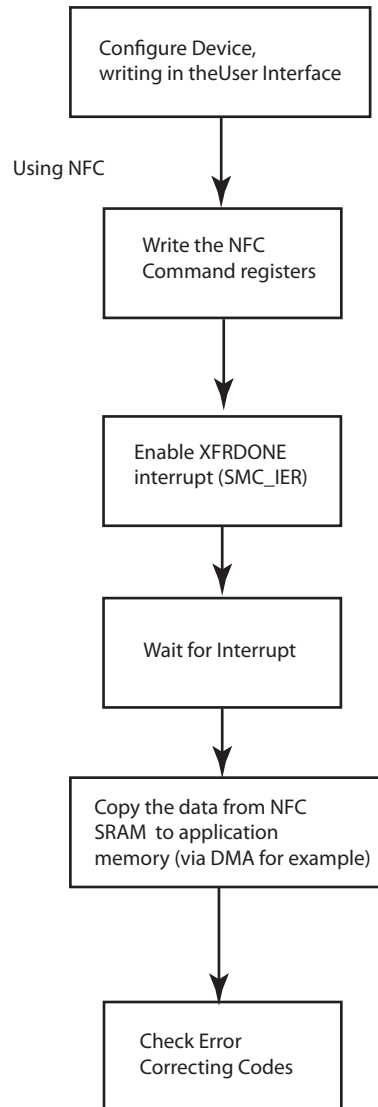 Configure Device,
writing in theUser Interface
Using NFC
Write the NFC
Command registers
Enable XFRDONE
interrupt (SMC_IER)
Wait for Interrupt
Copy the data from NFC
SRAM to application
memory (via DMA for example)
Check Error
Correcting Codes